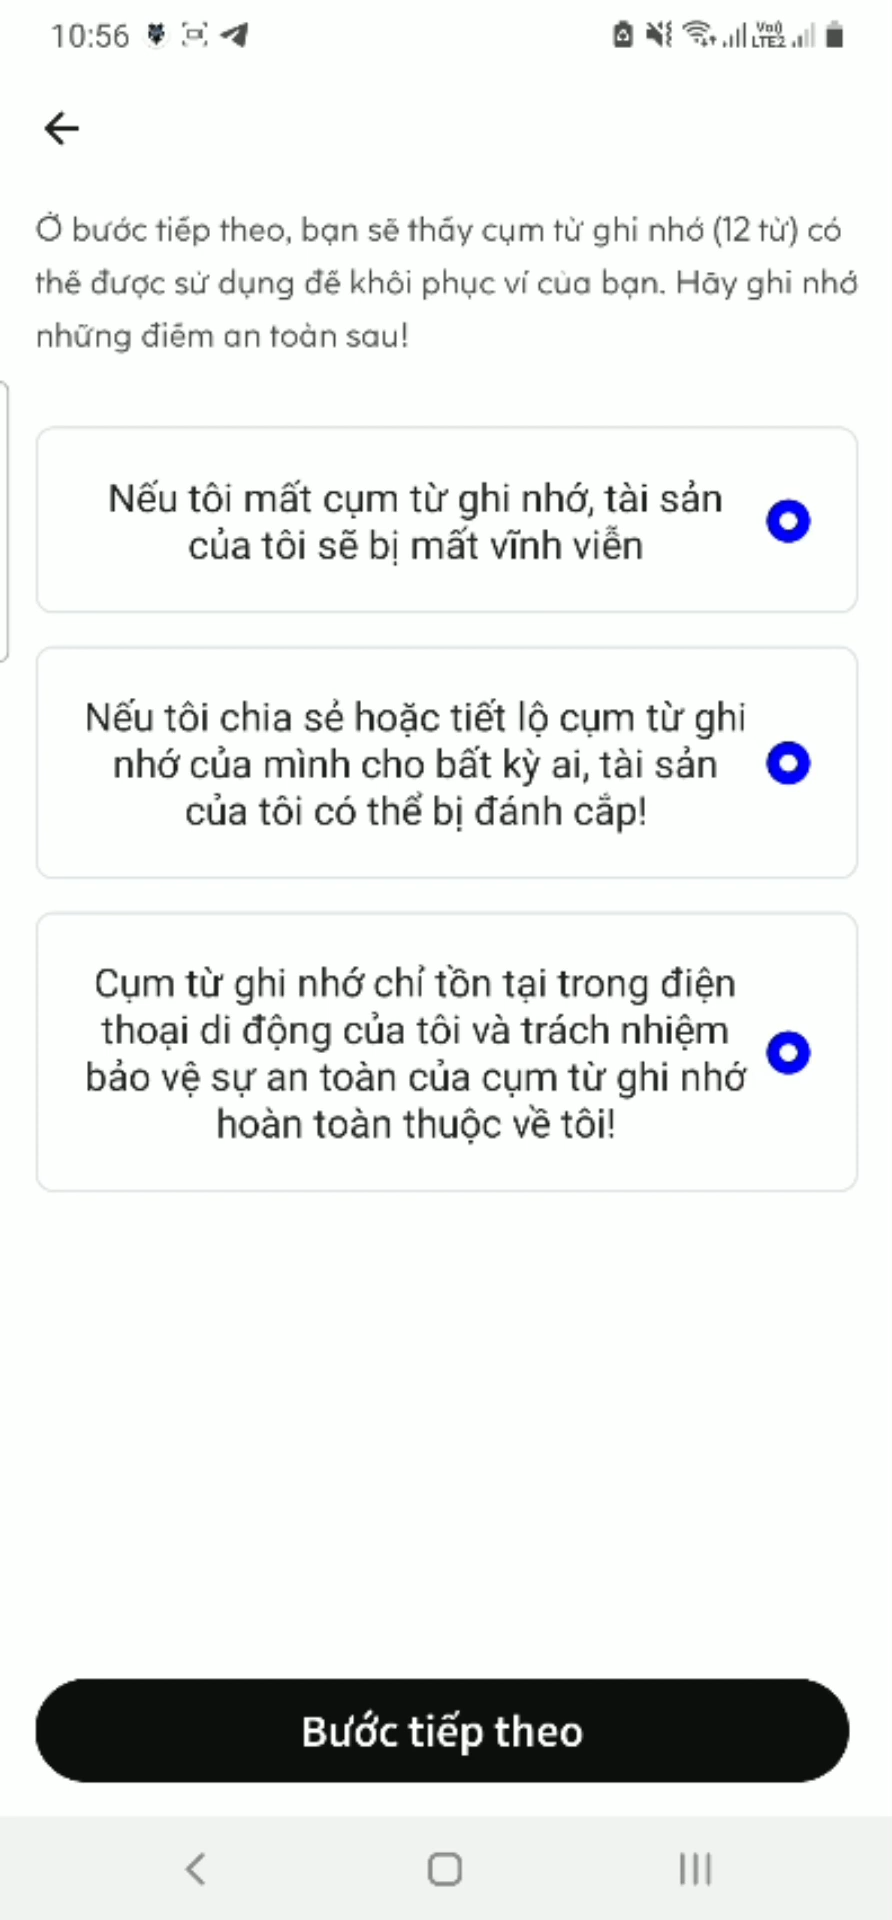 10:56
Vo))
LTE2
Ở bước tiếp theo, bạn sẽ thấy cụm từ ghi nhớ (12 từ) có
thể được sử dụng để khôi phục ví của bạn. Hãy ghi nhớ
những điểm an toàn sau!
Nếu tôi mất cụm từ ghi nhớ, tài sản
của tôi sẽ bị mất vĩnh viễn
Nếu tôi chia sẻ hoặc tiết lộ cụm từ ghi
nhớ của mình cho bất kỳ ai, tài sản
của tôi có thể bị đánh cắp!
Cụm từ ghi nhớ chỉ tồn tại trong điện
thoại di động của tôi và trách nhiệm
bảo vệ sự an toàn của cụm từ ghi nhớ
hoàn toàn thuộc về tôi!
Bước tiếp theo